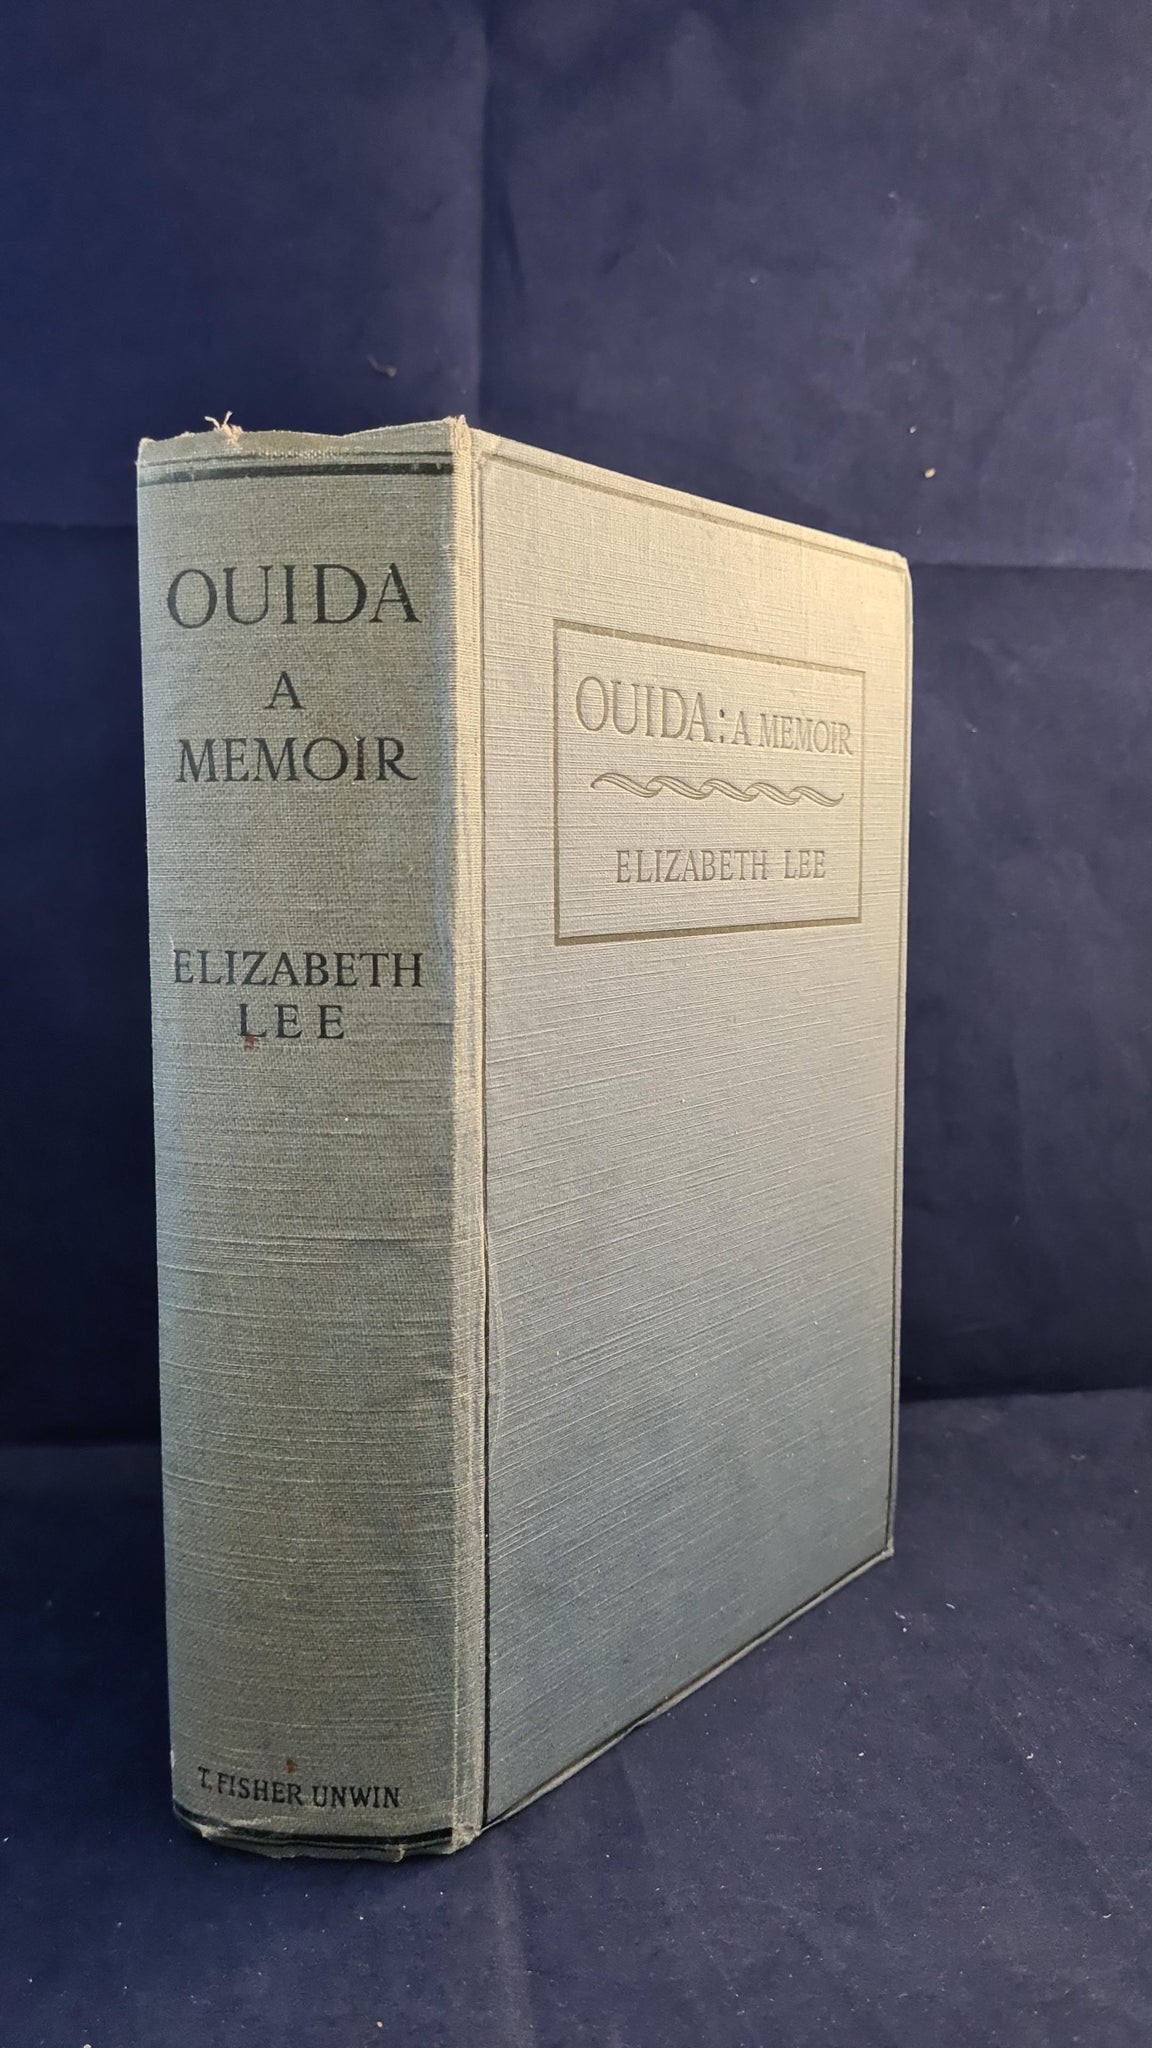 OUIDA
A
MEMOIR
ELIZABETH
LEE
T. FISHER UNWIN
OUIDA: A MEMOIR
ELIZABETH LEE